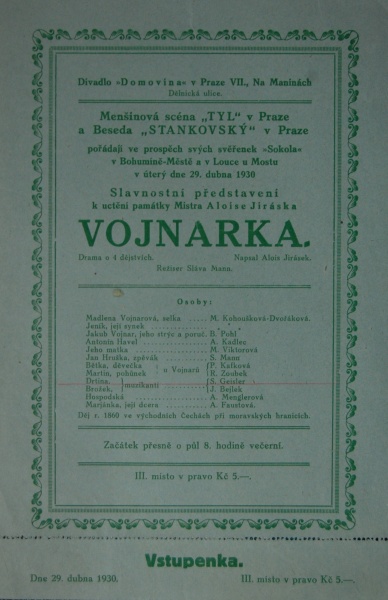 Divadlo »Domovina« v Praze VII., Na Maninách
Dělnická ulice.
Menšinová scéna „TYL" v Praze
a Beseda „STANKOVSKÝ" v Praze
pořádají ve prospěch svých svěřenek »Sokola«
v Bohumíně-Městě a v Louce u Mostu
v úterý dne 29. dubna 1930
Slavnostní představení
k uctění památky Mistra Aloise Jiráska
VOJNARKA.
Drama o 4 dějstvích. Napsal Alois Jirásek.
Režiser Sláva Mann.
Osoby:
Madlena Vojnarová, selka ..... M. Kohoušková-Dvořáková
Jeník, její synek
Jakub Vojnar, jeho strýc a poruč. B. Pohl
Antonín Havel A. Kadlec
Jeho matka M. Viktorová
Jan Hruška, zpěvák S. Mann
Bětka, děvečka } u Vojnarů P. Kafková
Martin, pohůnek R. Zoubek
Drtina, } muzikanti S. Geisler
Brožek, J. Bejlek
Hospodská A. Menglerová
Marjánka, její dcera A. Faustová.
Děj r. 1860 ve východních Čechách při moravských hranicích.
Začátek přesně o půl 8. hodině večerní.
III. místo v pravo Kč 5.—.
Vstupenka.
Dne 29. dubna 1930. III. místo v pravo Kč 5.—.